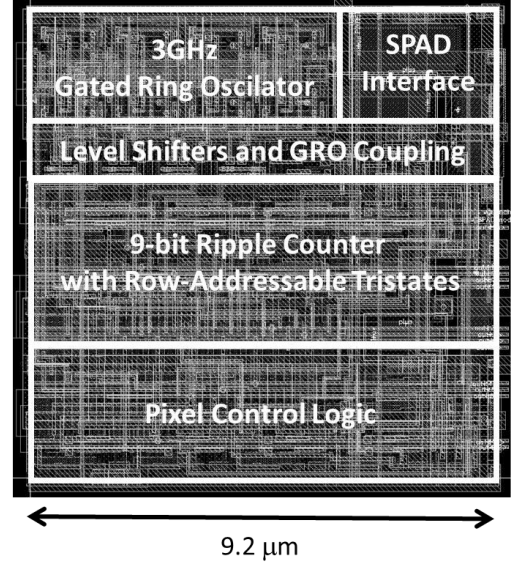 3GHz
Gated Ring Oscilator
SPAD
Interface
Level Shifters and GRO Coupling
9-bit Ripple Counter
with Row-Addressable Tristates
Pixel Control Logic
9.2 μm